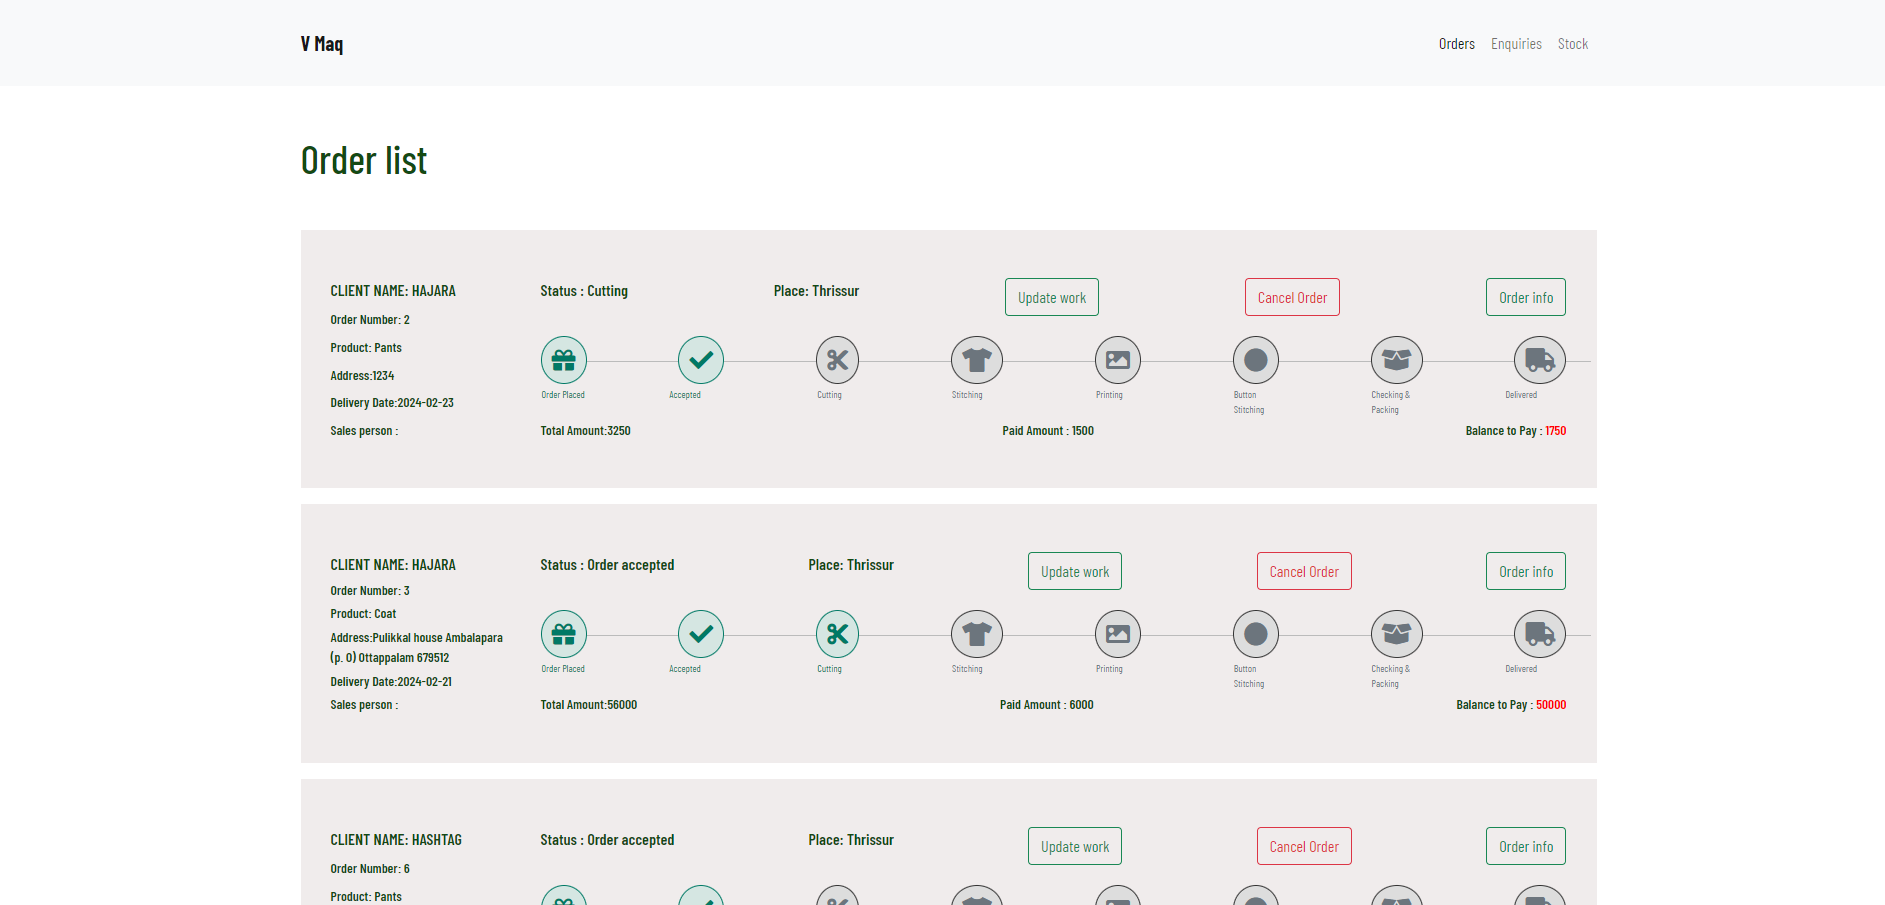 V Maq
Orders Enquiries Stock
Order list
CLIENT NAME: HAJARA
Order Number: 2
Product: Pants
Address:1234
Delivery Date:2024-02-23
Sales person :
Status : Cutting
Place: Thrissur
Update work
Cancel Order
Order info
Order Placed
Accepted
Cutting
Stitching
Printing
Button
Stitching
Checking &
Packing
Delivered
Total Amount:3250
Paid Amount : 1500
Balance to Pay : 1750
CLIENT NAME: HAJARA
Order Number: 3
Product: Coat
Address:Pulikkal house Ambalapara
(p. O) Ottappalam 679512
Delivery Date:2024-02-21
Sales person :
Status : Order accepted
Place: Thrissur
Update work
Cancel Order
Order info
Order Placed
Accepted
Cutting
Stitching
Printing
Button
Stitching
Checking &
Packing
Delivered
Total Amount:56000
Paid Amount : 6000
Balance to Pay : 50000
CLIENT NAME: HASHTAG
Order Number: 6
Product: Pants
Status : Order accepted
Place: Thrissur
Update work
Cancel Order
Order info